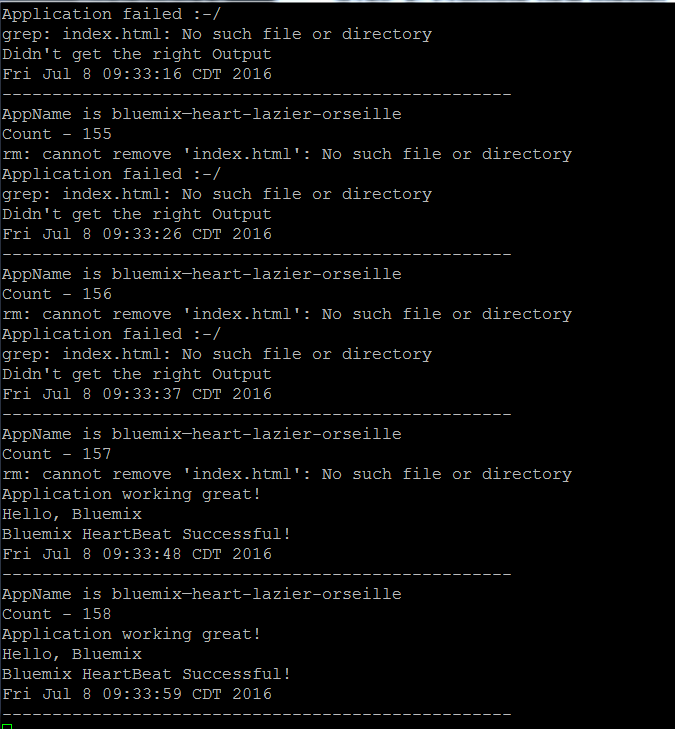 Application failed :-/
grep: index.html: No such file or directory
Didn't get the right Output
Fri Jul 8 09:33:16 CDT 2016
---------------------------------------------------
AppName is bluemix—heart-lazier-orseille
Count - 155
rm: cannot remove 'index.html': No such file or directory
Application failed :-/
grep: index.html: No such file or directory
Didn't get the right Output
Fri Jul 8 09:33:26 CDT 2016
---------------------------------------------------
AppName is bluemix—heart-lazier-orseille
Count - 156
rm: cannot remove 'index.html': No such file or directory
Application failed :-/
grep: index.html: No such file or directory
Didn't get the right Output
Fri Jul 8 09:33:37 CDT 2016
---------------------------------------------------
AppName is bluemix—heart-lazier-orseille
Count - 157
rm: cannot remove 'index.html': No such file or directory
Application working great!
Hello, Bluemix
Bluemix HeartBeat Successful!
Fri Jul 8 09:33:48 CDT 2016
---------------------------------------------------
AppName is bluemix—heart-lazier-orseille
Count - 158
Application working great!
Hello, Bluemix
Bluemix HeartBeat Successful!
Fri Jul 8 09:33:59 CDT 2016
---------------------------------------------------